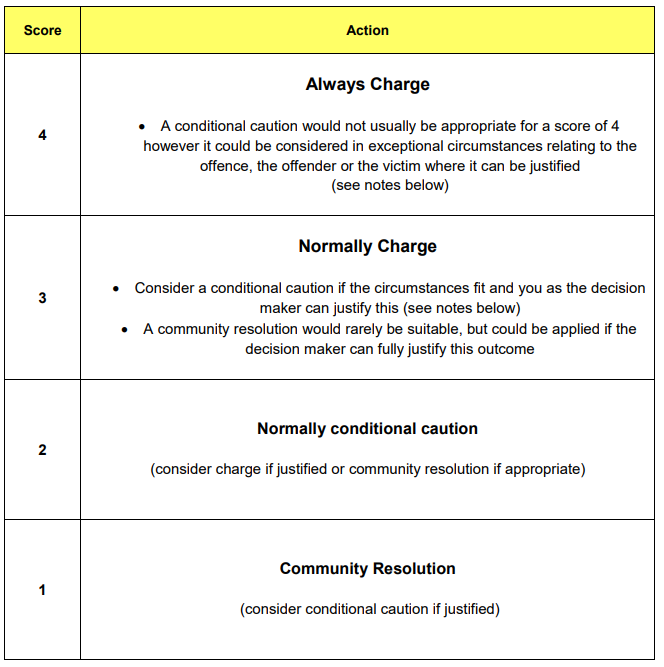 Score
Action
4
Always Charge
• A conditional caution would not usually be appropriate for a score of 4
however it could be considered in exceptional circumstances relating to the
offence, the offender or the victim where it can be justified
(see notes below)
3
Normally Charge
• Consider a conditional caution if the circumstances fit and you as the decision
maker can justify this (see notes below)
• A community resolution would rarely be suitable, but could be applied if the
decision maker can fully justify this outcome
2
Normally conditional caution
(consider charge if justified or community resolution if appropriate)
1
Community Resolution
(consider conditional caution if justified)